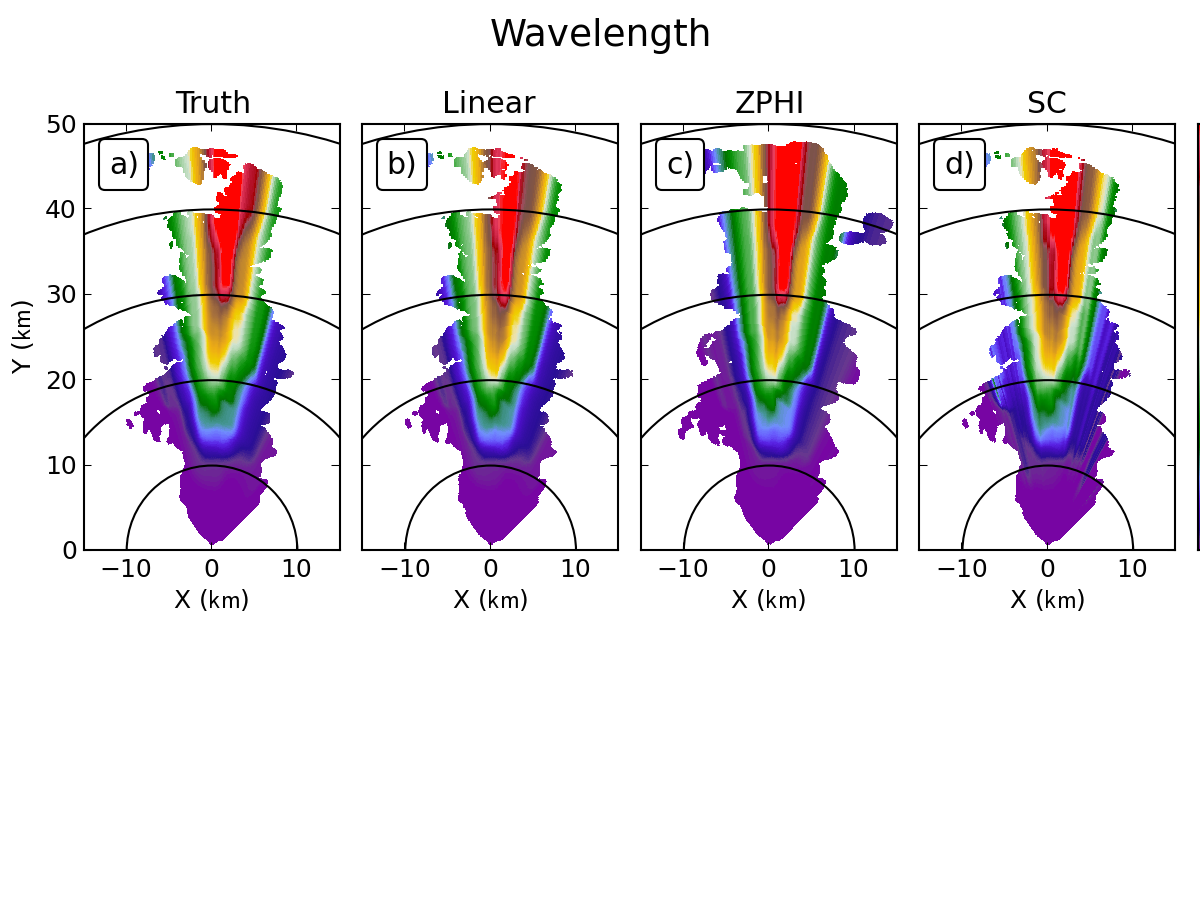 Wavelength
Truth Linear ZPHI SC
a) b) c) d)
50
40
30
20
10
0
Y (km)
−10 0 10 −10 0 10 −10 0 10 −10 0 10
X (km) X (km) X (km) X (km)